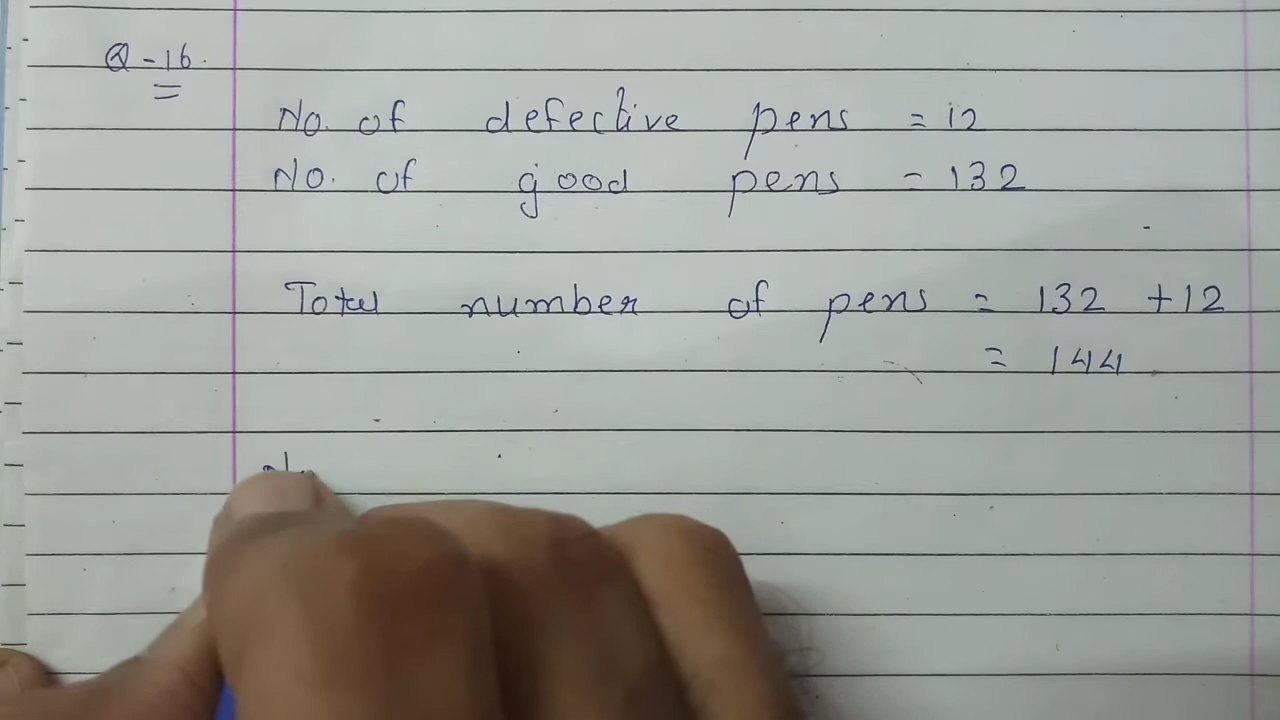 Q-16.
No. of defective pens = 12
No. of good pens = 132
Total number of pens = 132 + 12
= 144